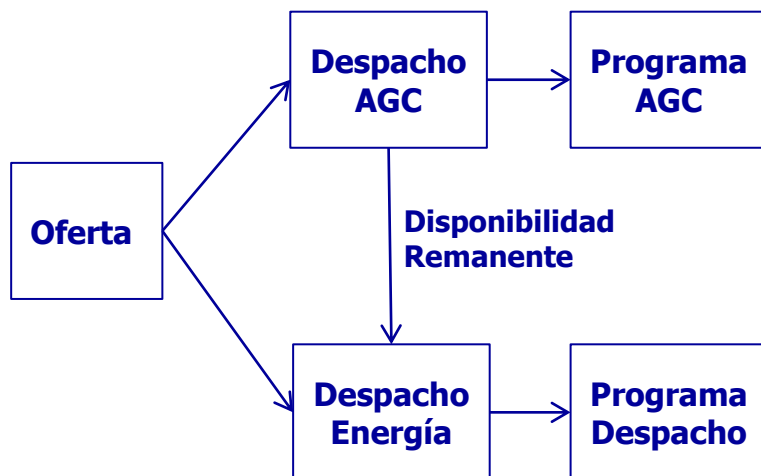 Despacho
AGC
Programa
AGC
Oferta
Disponibilidad
Remanente
Despacho
Energía
Programa
Despacho